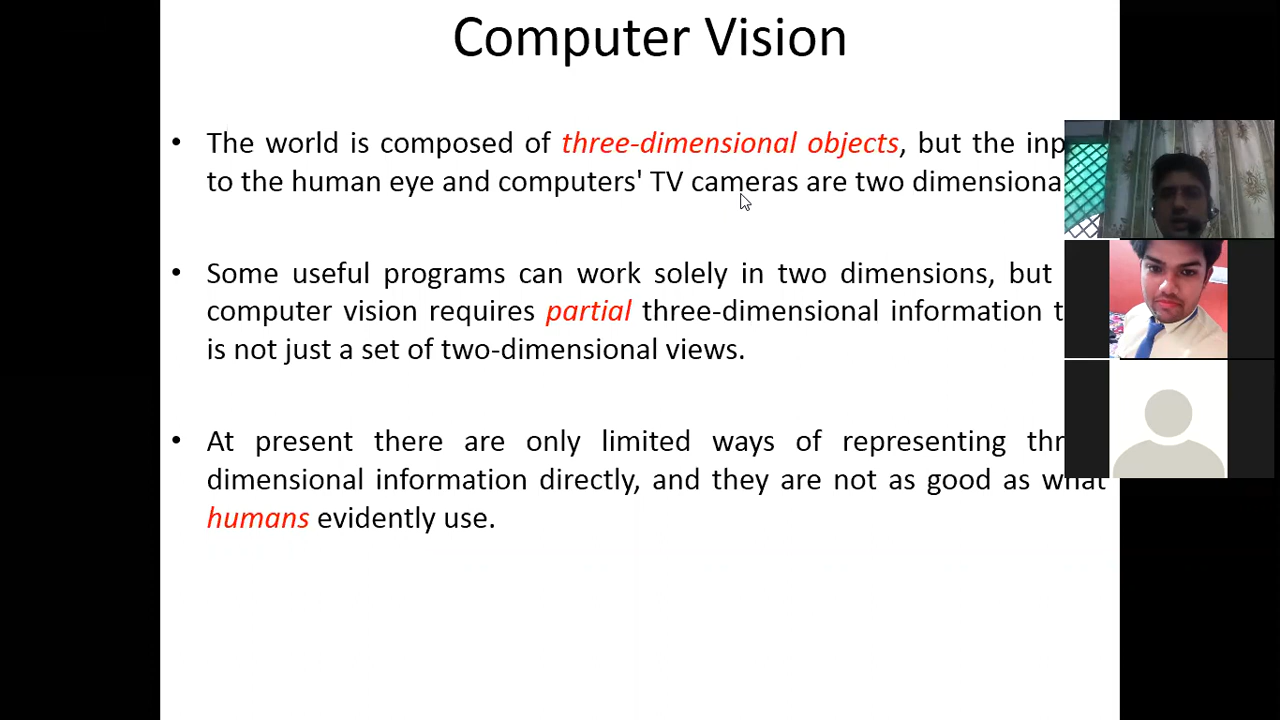 Computer Vision
• The world is composed of three-dimensional objects, but the
to the human eye and computers' TV cameras are two
• Some useful programs can work solely in two dimensions, but
computer vision requires partial three-dimensional information
is not just a set of two-dimensional views.
• At present there are only limited ways of representing
dimensional information directly, and they are not as good as what
humans evidently use.